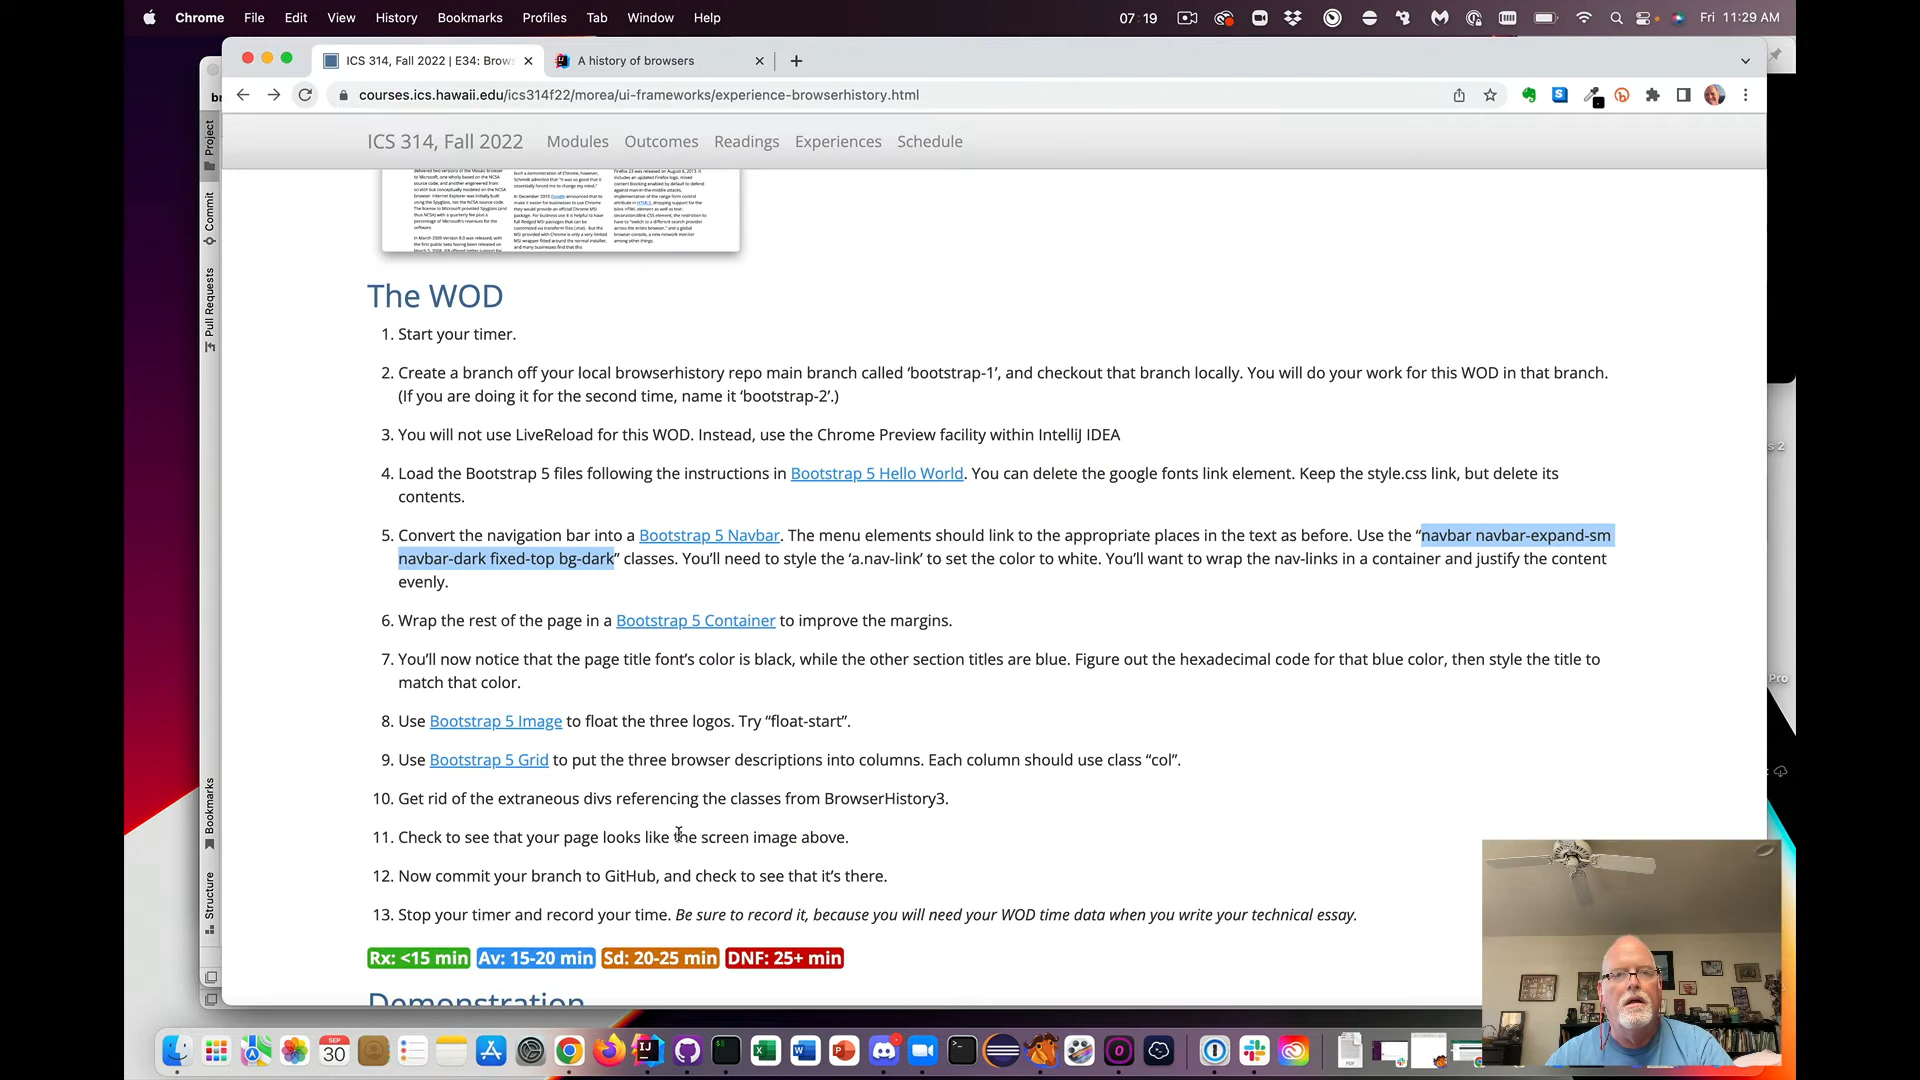 Chrome File Edit View History Bookmarks Profiles Tab Window Help 07:19 Fri 11:29 AM
ICS 314, Fall 2022 | E34: Brows
A history of browsers
courses.ics.hawaii.edu/ics314f22/morea/ui-frameworks/experience-browserhistory.html
ICS 314, Fall 2022 Modules Outcomes Readings Experiences Schedule
Project
Commit
Pull Requests
Bookmarks
Structure
The WOD
1. Start your timer.
2. Create a branch off your local browserhistory repo main branch called ‘bootstrap-1’, and checkout that branch locally. You will do your work for this WOD in that branch.
(If you are doing it for the second time, name it ‘bootstrap-2’.)
3. You will not use LiveReload for this WOD. Instead, use the Chrome Preview facility within IntelliJ IDEA
4. Load the Bootstrap 5 files following the instructions in Bootstrap 5 Hello World. You can delete the google fonts link element. Keep the style.css link, but delete its
contents.
5. Convert the navigation bar into a Bootstrap 5 Navbar. The menu elements should link to the appropriate places in the text as before. Use the “navbar navbar-expand-sm
navbar-dark fixed-top bg-dark” classes. You’ll need to style the ‘a.nav-link’ to set the color to white. You’ll want to wrap the nav-links in a container and justify the content
evenly.
6. Wrap the rest of the page in a Bootstrap 5 Container to improve the margins.
7. You’ll now notice that the page title font’s color is black, while the other section titles are blue. Figure out the hexadecimal code for that blue color, then style the title to
match that color.
8. Use Bootstrap 5 Image to float the three logos. Try “float-start”.
9. Use Bootstrap 5 Grid to put the three browser descriptions into columns. Each column should use class “col”.
10. Get rid of the extraneous divs referencing the classes from BrowserHistory3.
11. Check to see that your page looks like the screen image above.
12. Now commit your branch to GitHub, and check to see that it’s there.
13. Stop your timer and record your time. Be sure to record it, because you will need your WOD time data when you write your technical essay.
Rx: <15 min Av: 15-20 min Sd: 20-25 min DNF: 25+ min
Demonstration
Pro
SEP
30